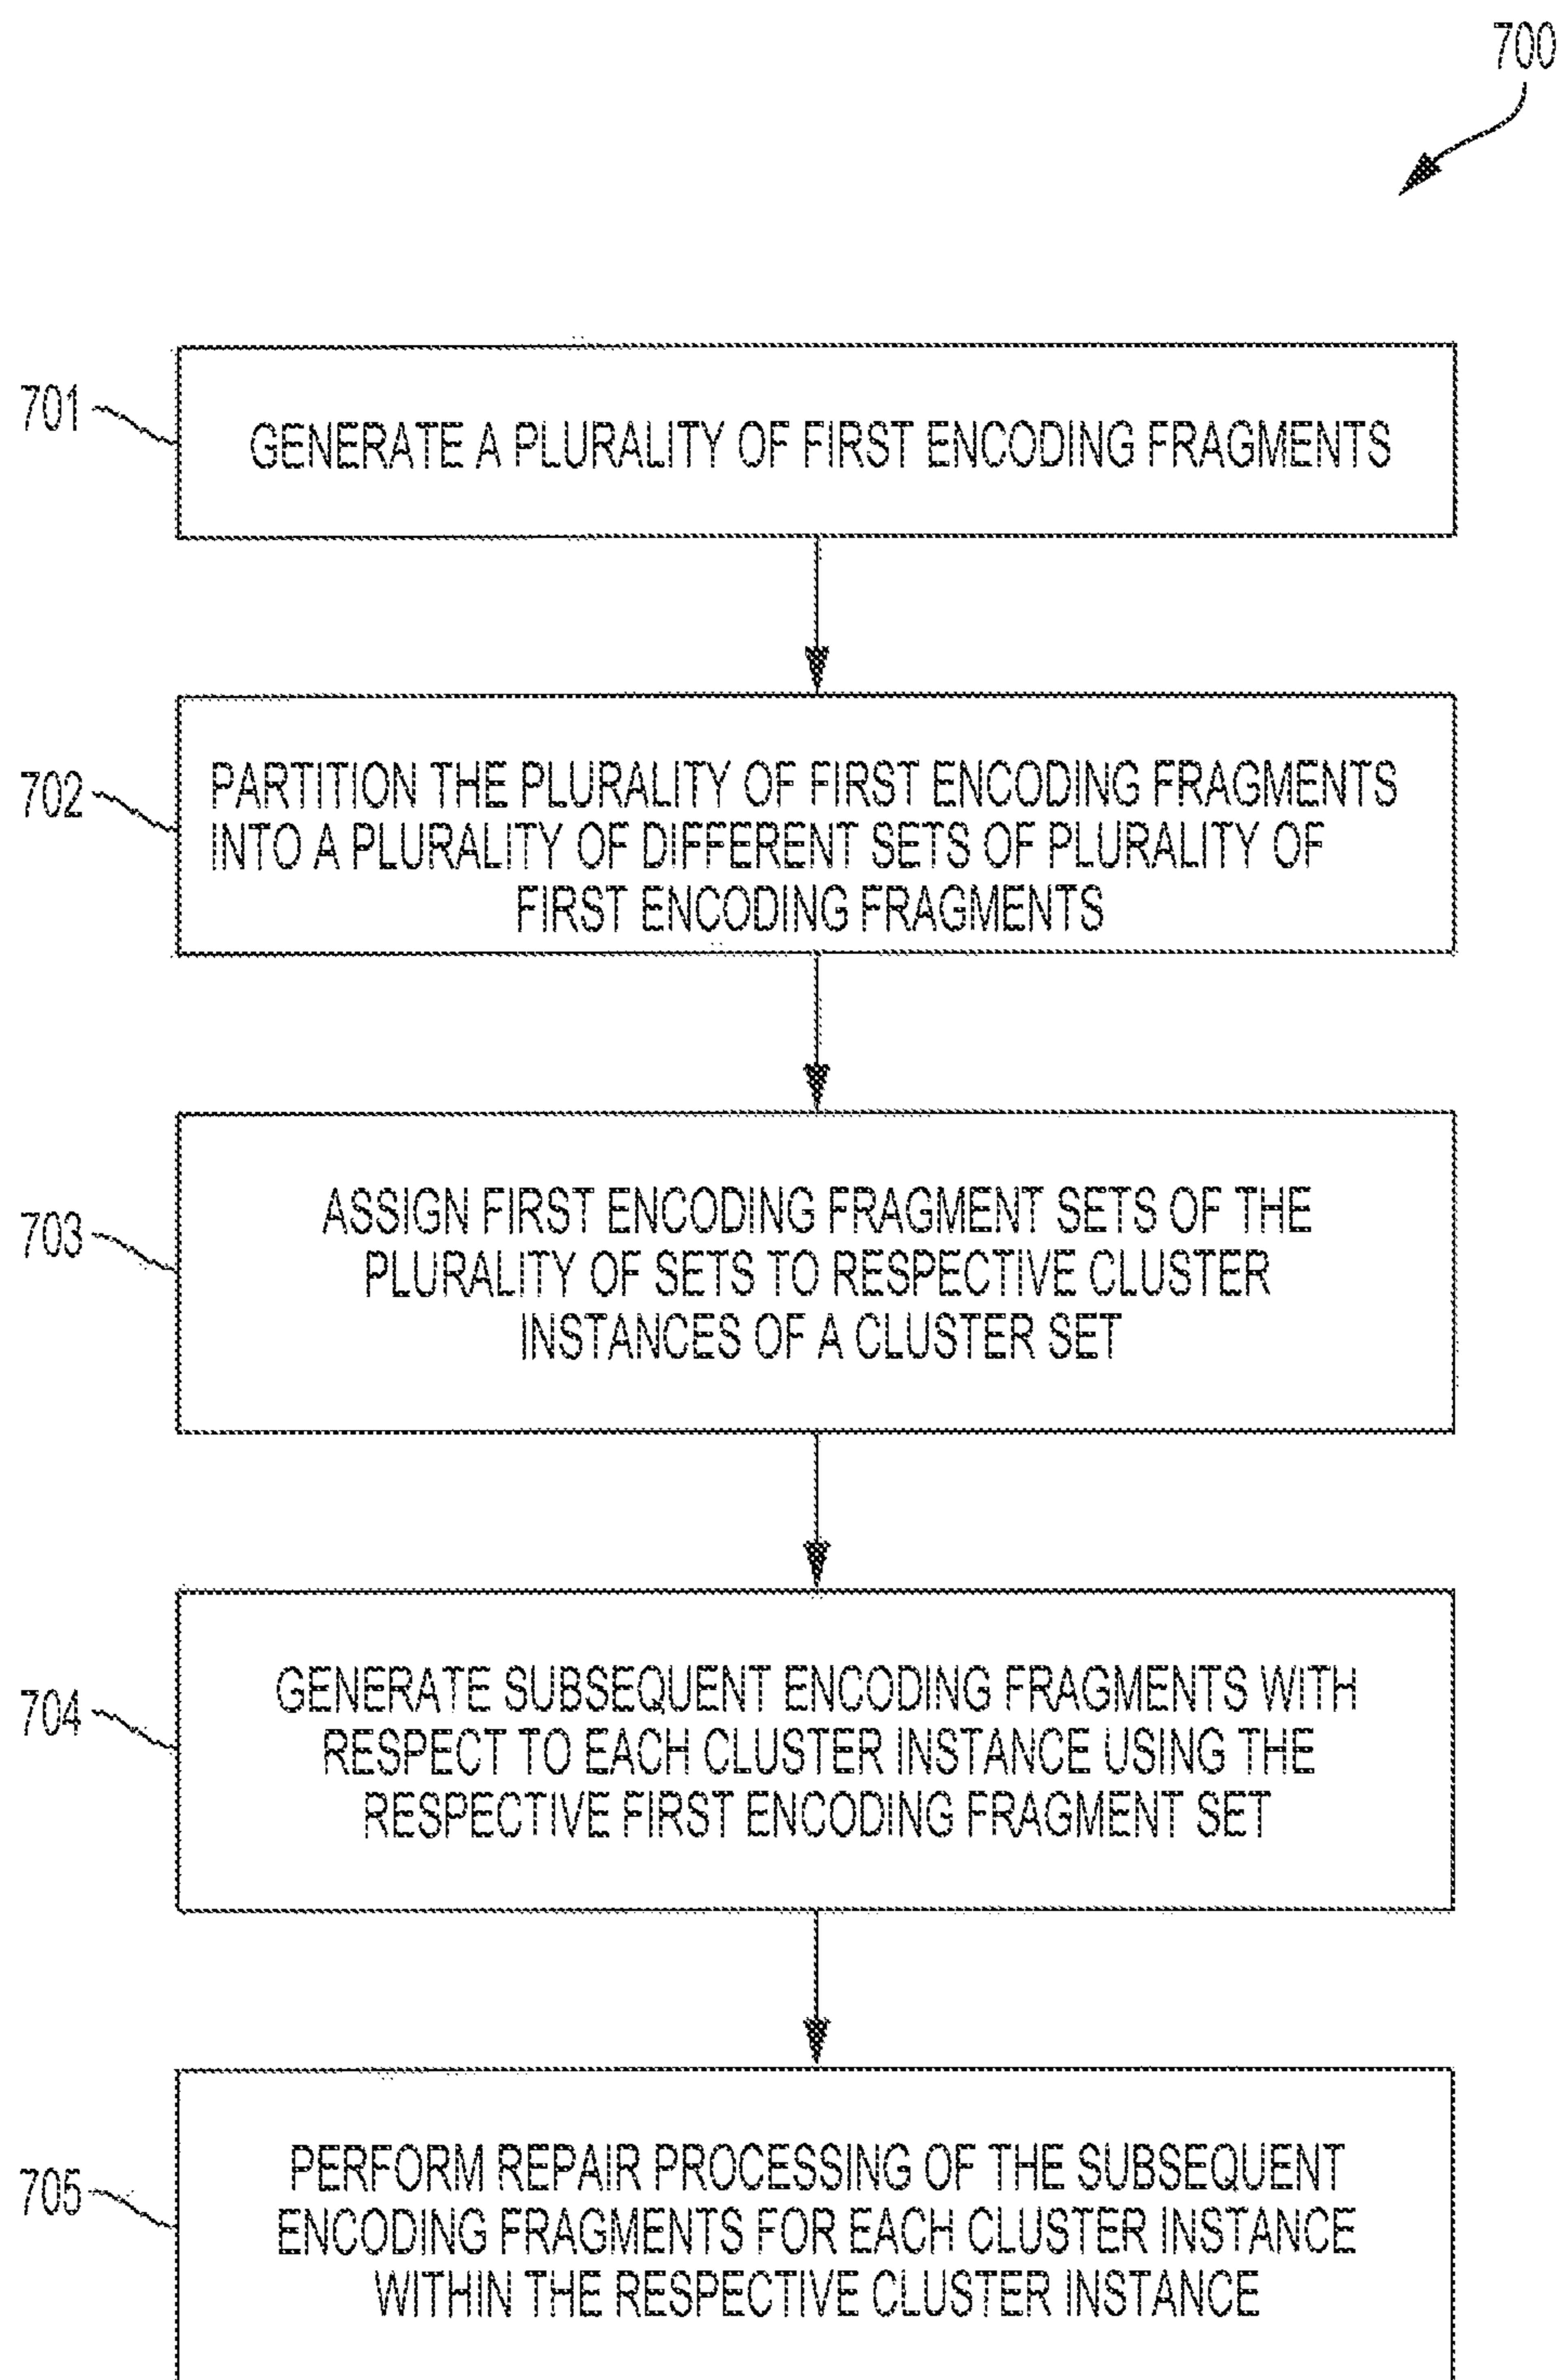 700
701
GENERATE A PLURALITY OF FIRST ENCODING FRAGMENTS
702
PARTITION THE PLURALITY OF FIRST ENCODING FRAGMENTS
INTO A PLURALITY OF DIFFERENT SETS OF PLURALITY OF
FIRST ENCODING FRAGMENTS
703
ASSIGN FIRST ENCODING FRAGMENT SETS OF THE
PLURALITY OF SETS TO RESPECTIVE CLUSTER
INSTANCES OF A CLUSTER SET
704
GENERATE SUBSEQUENT ENCODING FRAGMENTS WITH
RESPECT TO EACH CLUSTER INSTANCE USING THE
RESPECTIVE FIRST ENCODING FRAGMENT SET
705
PERFORM REPAIR PROCESSING OF THE SUBSEQUENT
ENCODING FRAGMENTS FOR EACH CLUSTER INSTANCE
WITHIN THE RESPECTIVE CLUSTER INSTANCE